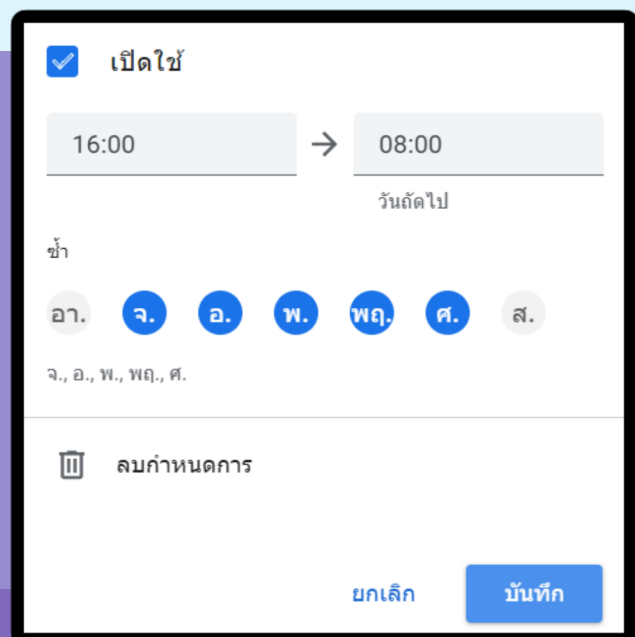 เปิดใช้
16:00 → 08:00
วันถัดไป
ซ้ำ
อา. จ. อ. พ. พฤ. ศ. ส.
จ., อ., พ., พฤ., ศ.
ลบกำหนดการ
ยกเลิก บันทึก